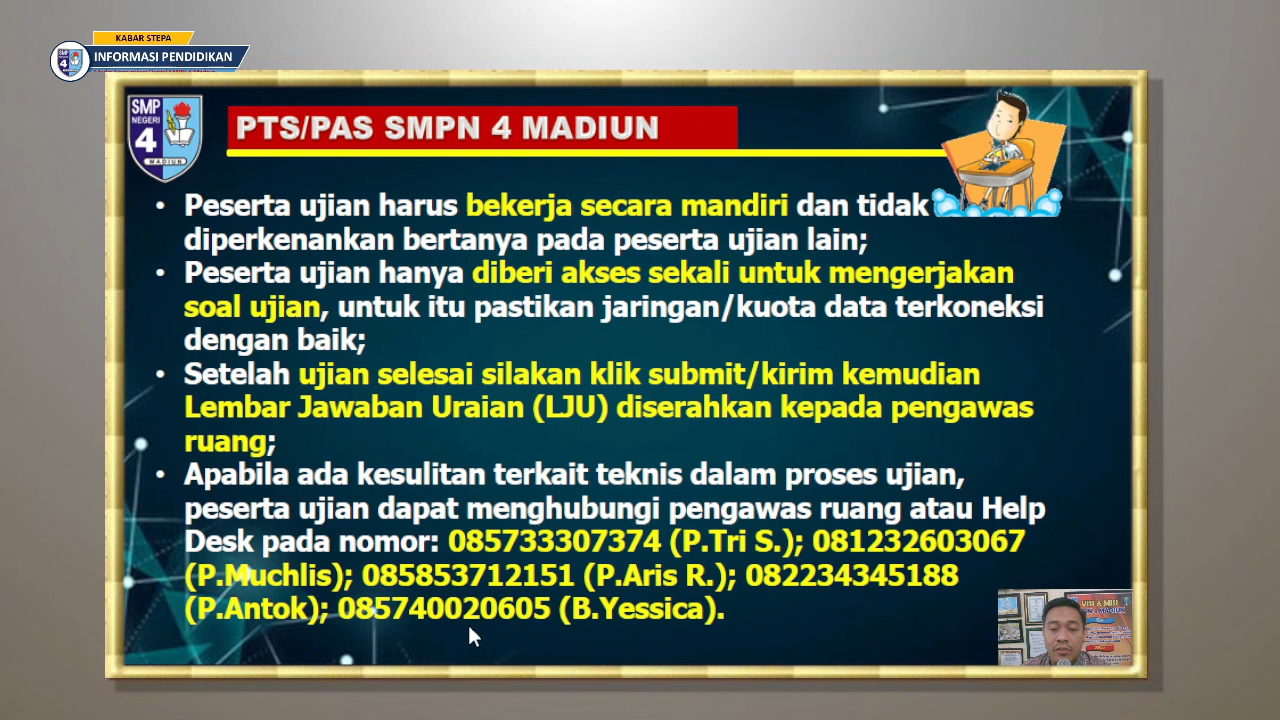 KABAR STEPA
INFORMASI PENDIDIKAN
SMP
4
SMP
NEGERI
4
MADIUN
PTS/PAS SMPN 4 MADIUN
• Peserta ujian harus bekerja secara mandiri dan tidak
diperkenankan bertanya pada peserta ujian lain;
• Peserta ujian hanya diberi akses sekali untuk mengerjakan
soal ujian, untuk itu pastikan jaringan/kuota data terkoneksi
dengan baik;
• Setelah ujian selesai silakan klik submit/kirim kemudian
Lembar Jawaban Uraian (LJU) diserahkan kepada pengawas
ruang;
• Apabila ada kesulitan terkait teknis dalam proses ujian,
peserta ujian dapat menghubungi pengawas ruang atau Help
Desk pada nomor: 085733307374 (P.Tri S.); 081232603067
(P.Muchlis); 085853712151 (P.Aris R.); 082234345188
(P.Antok); 085740020605 (B.Yessica).
VISI & MISI